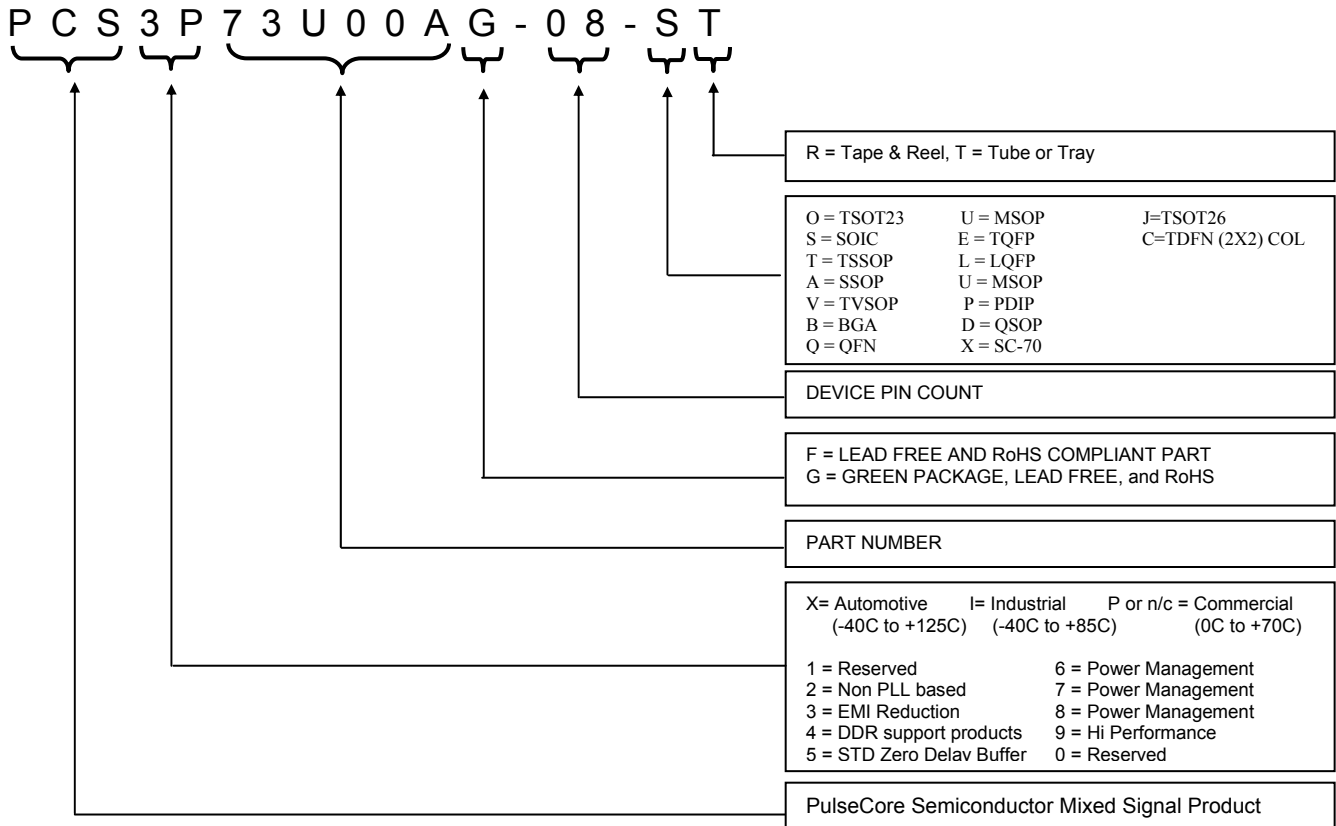 P C S 3 P 7 3 U 0 0 A G - 0 8 - S T
R = Tape & Reel, T = Tube or Tray
O = TSOT23 U = MSOP J=TSOT26
S = SOIC E = TQFP C=TDFN (2X2) COL
T = TSSOP L = LQFP
A = SSOP U = MSOP
V = TVSOP P = PDIP
B = BGA D = QSOP
Q = QFN X = SC-70
DEVICE PIN COUNT
F = LEAD FREE AND RoHS COMPLIANT PART
G = GREEN PACKAGE, LEAD FREE, and RoHS
PART NUMBER
X= Automotive I= Industrial P or n/c = Commercial
(-40C to +125C) (-40C to +85C) (0C to +70C)
1 = Reserved 6 = Power Management
2 = Non PLL based 7 = Power Management
3 = EMI Reduction 8 = Power Management
4 = DDR support products 9 = Hi Performance
5 = STD Zero Delay Buffer 0 = Reserved
PulseCore Semiconductor Mixed Signal Product